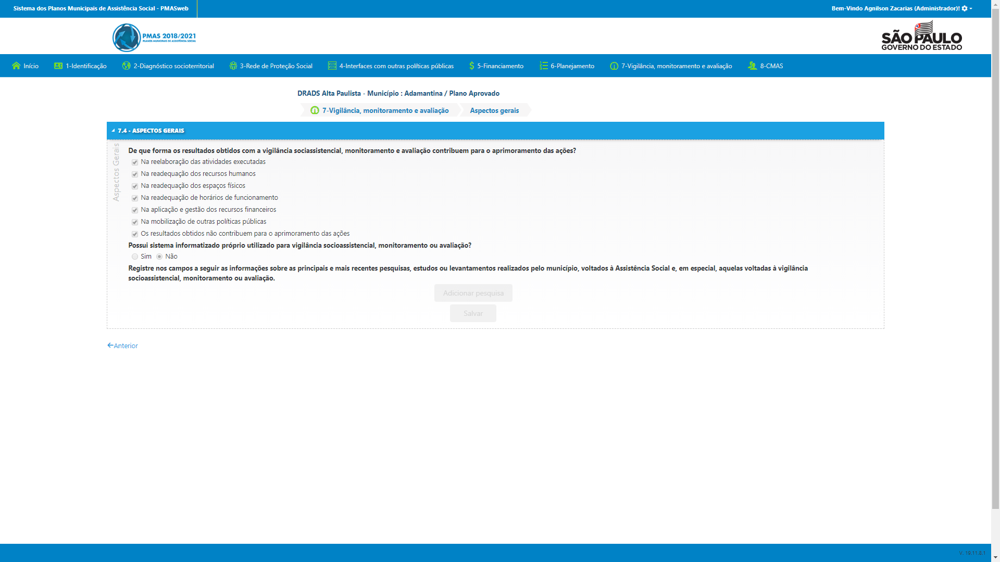 Sistema dos Planos Municipais de Assistência Social - PMASweb
Bem-Vindo Agnilson Zacarias (Administrador)!
PMAS 2018/2021
PLANOS MUNICIPAIS DE ASSISTÊNCIA SOCIAL
SÃO PAULO
GOVERNO DO ESTADO
Início
1-Identificação
2-Diagnóstico socioterritorial
3-Rede de Proteção Social
4-Interfaces com outras políticas públicas
5-Financiamento
6-Planejamento
7-Vigilância, monitoramento e avaliação
8-CMAS
DRADS Alta Paulista - Município : Adamantina / Plano Aprovado
7-Vigilância, monitoramento e avaliação
Aspectos gerais
7.4 - ASPECTOS GERAIS
Aspectos Gerais
De que forma os resultados obtidos com a vigilância sociassistencial, monitoramento e avaliação contribuem para o aprimoramento das ações?
Na reelaboração das atividades executadas
Na readequação dos recursos humanos
Na readequação dos espaços físicos
Na readequação de horários de funcionamento
Na aplicação e gestão dos recursos financeiros
Na mobilização de outras políticas públicas
Os resultados obtidos não contribuem para o aprimoramento das ações
Possui sistema informatizado próprio utilizado para vigilância socioassistencial, monitoramento ou avaliação?
Sim Não
Registre nos campos a seguir as informações sobre as principais e mais recentes pesquisas, estudos ou levantamentos realizados pelo município, voltados à Assistência Social e, em especial, aquelas voltadas à vigilância
socioassistencial, monitoramento ou avaliação.
Adicionar pesquisa
Salvar
Anterior
V. 19.11.8.1